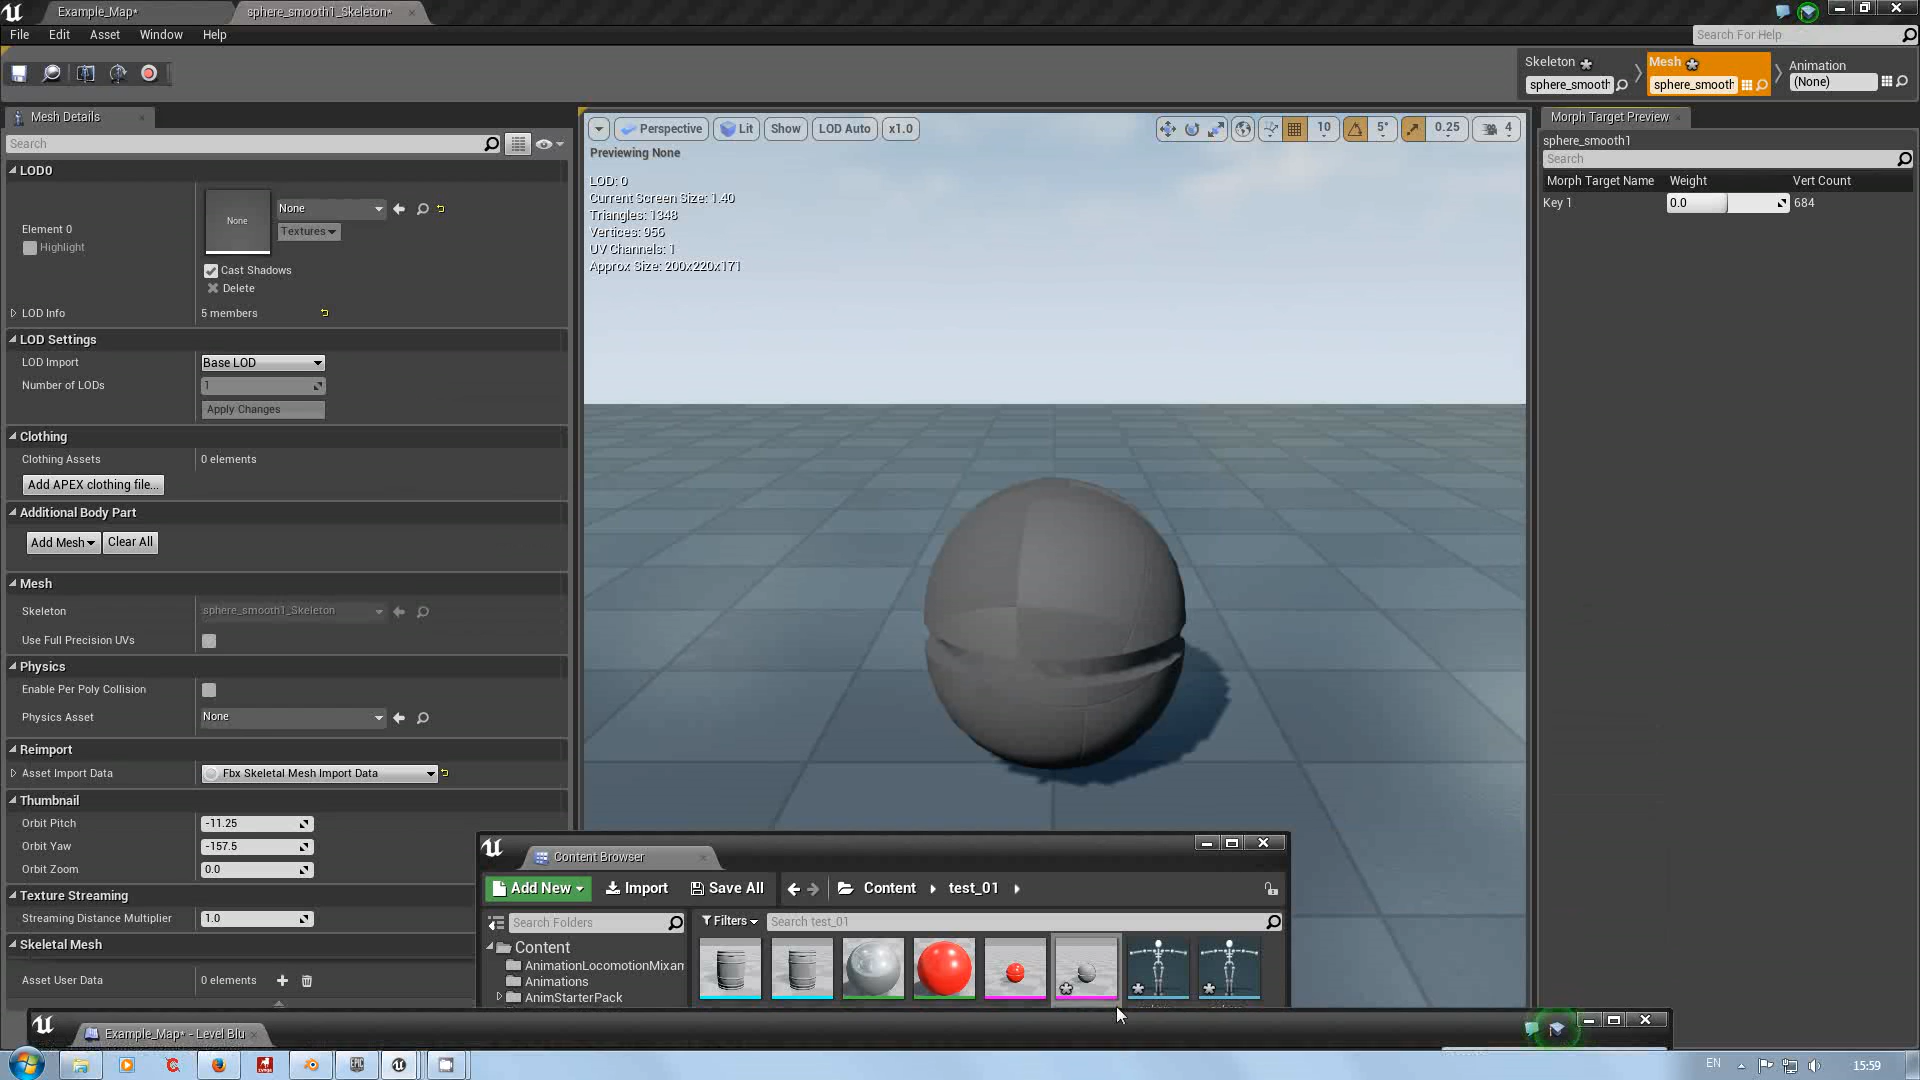 Example_Map*
sphere_smooth1_Skeleton*
File Edit Asset Window Help
Search For Help
Skeleton
sphere_smooth
Mesh
sphere_smooth
Animation
(None)
Mesh Details
Search
LOD0
Element 0
Highlight
None
None
Textures
Cast Shadows
Delete
LOD Info 5 members
LOD Settings
LOD Import Base LOD
Number of LODs 1
Apply Changes
Clothing
Clothing Assets 0 elements
Add APEX clothing file...
Additional Body Part
Add Mesh Clear All
Mesh
Skeleton sphere_smooth1_Skeleton
Use Full Precision UVs
Physics
Enable Per Poly Collision
Physics Asset None
Reimport
Asset Import Data Fbx Skeletal Mesh Import Data
Thumbnail
Orbit Pitch -11.25
Orbit Yaw -157.5
Orbit Zoom 0.0
Texture Streaming
Streaming Distance Multiplier 1.0
Skeletal Mesh
Asset User Data 0 elements
Perspective Lit Show LOD Auto x1.0 10 5° 0.25 4
Previewing None
LOD: 0
Current Screen Size: 1.40
Triangles: 1348
Vertices: 956
UV Channels: 1
Approx Size: 200x220x171
Morph Target Preview
sphere_smooth1
Search
Morph Target Name Weight Vert Count
Key 1 0.0 684
Content Browser
Add New Import Save All Content test_01
Search Folders
Filters Search test_01
Content
AnimationLocomotionMixam
Animations
AnimStarterPack
Example_Map* - Level Blu
EPIC
EN
15:59